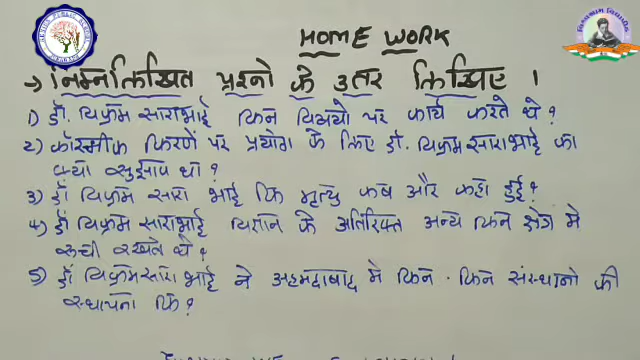 HOME WORK
→ निम्नलिखित प्रश्नो के उत्तर लिखिए ।
1) डॉ. विक्रम साराभाई किन विषयो पर कार्य करते थे ?
2) कॉस्मीक किरणें पर प्रयोग के लिए डॉ. विक्रम साराभाई का
क्या सुझाव था ?
3) डॉ विक्रम सारा भाई कि मृत्यु कब और कहा हुई ?
4) डॉ विक्रम साराभाई विज्ञान के अतिरिक्त अन्य किन क्षेत्र मे
रूची रखते थे ?
5) डॉ विक्रम साराभाई ने अहमदाबाद मे किन - किन संस्थानो की
स्थापना कि ?